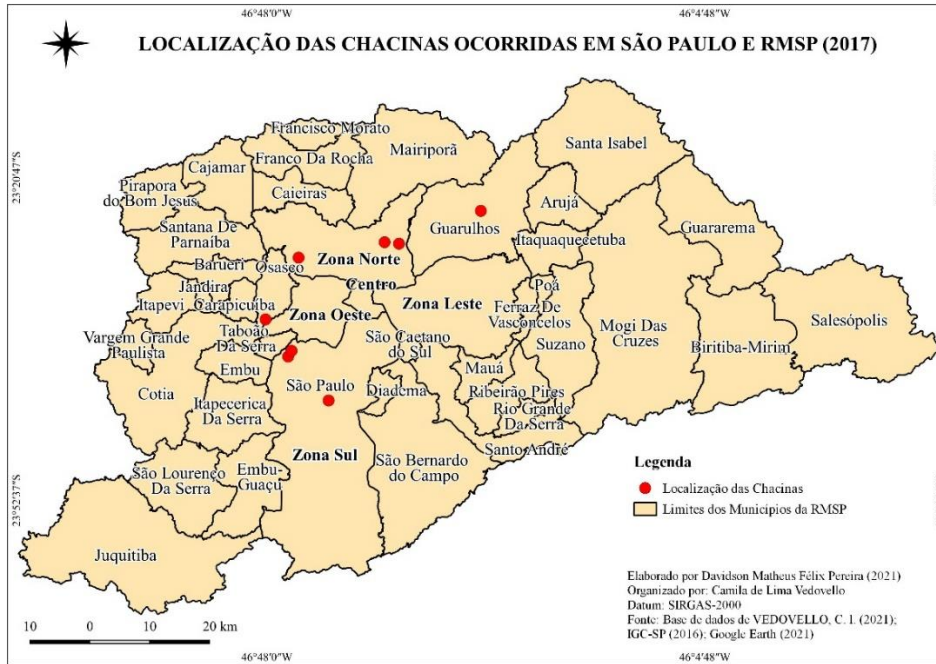 46°48'0"W
4°4'48"W
LOCALIZAÇÃO DAS CHACINAS OCORRIDAS EM SÃO PAULO E RMSP (2017)
23°20'47"S
23°52'37"S
Francisco Morato
Mairiporã
Santa Isabel
Cajamar
Franco Da Rocha
Pirapora
do Bom Jesus
Caieiras
Arujá
Guararema
Santana De
Parnaíba
Guarulhos
Itaquaquecetuba
Barueri
Osasco
Zona Norte
Centro
Jandira
Itapevi
Carapicuíba
Zona Oeste
Zona Leste
Poá
Ferraz De
Vasconcelos
Vargem Grande
Paulista
Taboão
Da Serra
São Caetano
do Sul
Suzano
Mogi Das
Cruzes
Salesópolis
Biritiba-Mirim
Embu
Mauá
Cotia
São Paulo
Diadema
Ribeirão Pires
Itapecerica
Da Serra
Rio Grande
Da Serra
Santo André
Zona Sul
São Bernardo
do Campo
São Lourenço
Da Serra
Embu-
Guaçu
Juquitiba
Legenda
Localização das Chacinas
Limites dos Municípios da RMSP
Elaborado por Davidson Matheus Félix Pereira (2021)
Organizado por: Camila de Lima Vedovello
Datum: SIRGAS-2000
Fonte: Base de dados de VEDOVELLO, C. l. (2021);
IGC-SP (2016); Google Earth (2021)
10 0 10 20 km
46°48'0"W
4°4'48"W